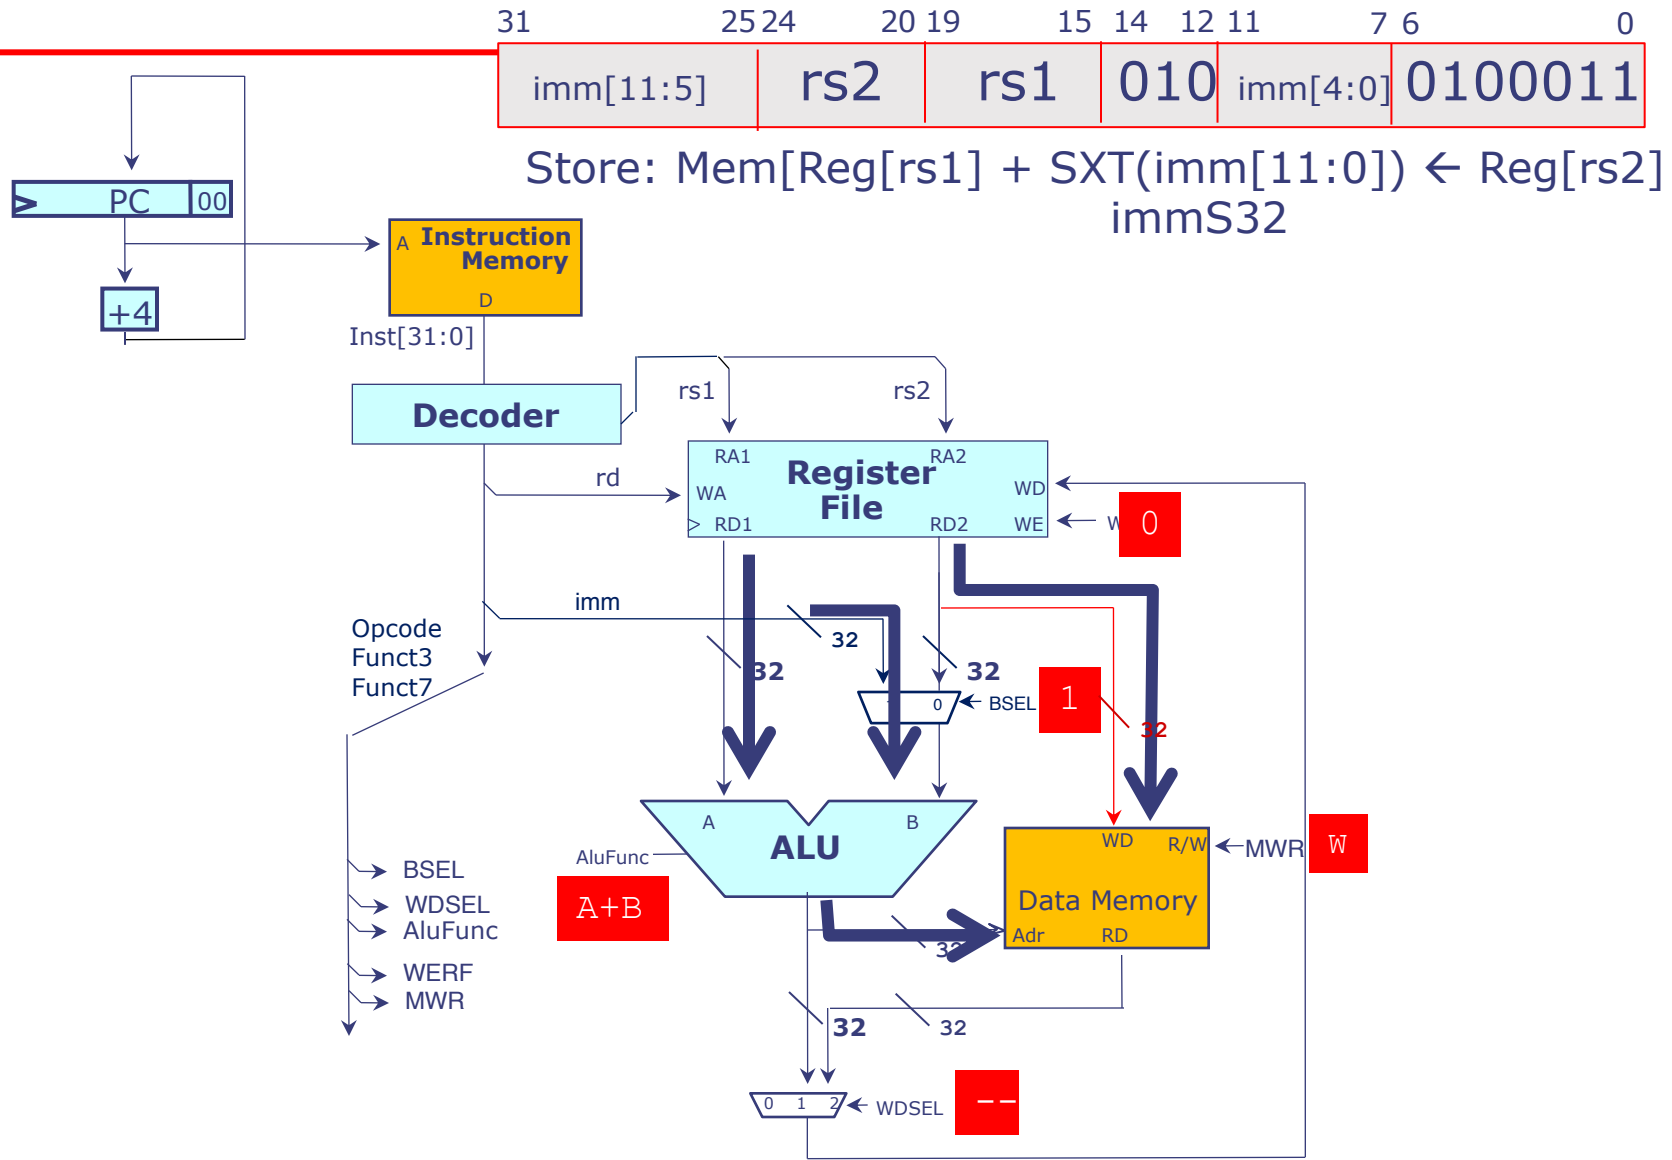 31 25 24 20 19 15 14 12 11 7 6 0
imm[11:5] rs2 rs1 010 imm[4:0] 0100011
Store: Mem[Reg[rs1] + SXT(imm[11:0]) ← Reg[rs2]
immS32
PC 00
+4
A Instruction
Memory
D
Inst[31:0]
Decoder
rs1 rs2
rd
RA1 RA2
Register
File
WA WD
RD1 RD2 WE
0
imm
32
32
32
Opcode
Funct3
Funct7
0 BSEL 1
32
A B
ALU
AluFunc
A+B
WD R/W MWR W
Data Memory
Adr RD
32
BSEL
WDSEL
AluFunc
WERF
MWR
32 32
0 1 2 WDSEL --